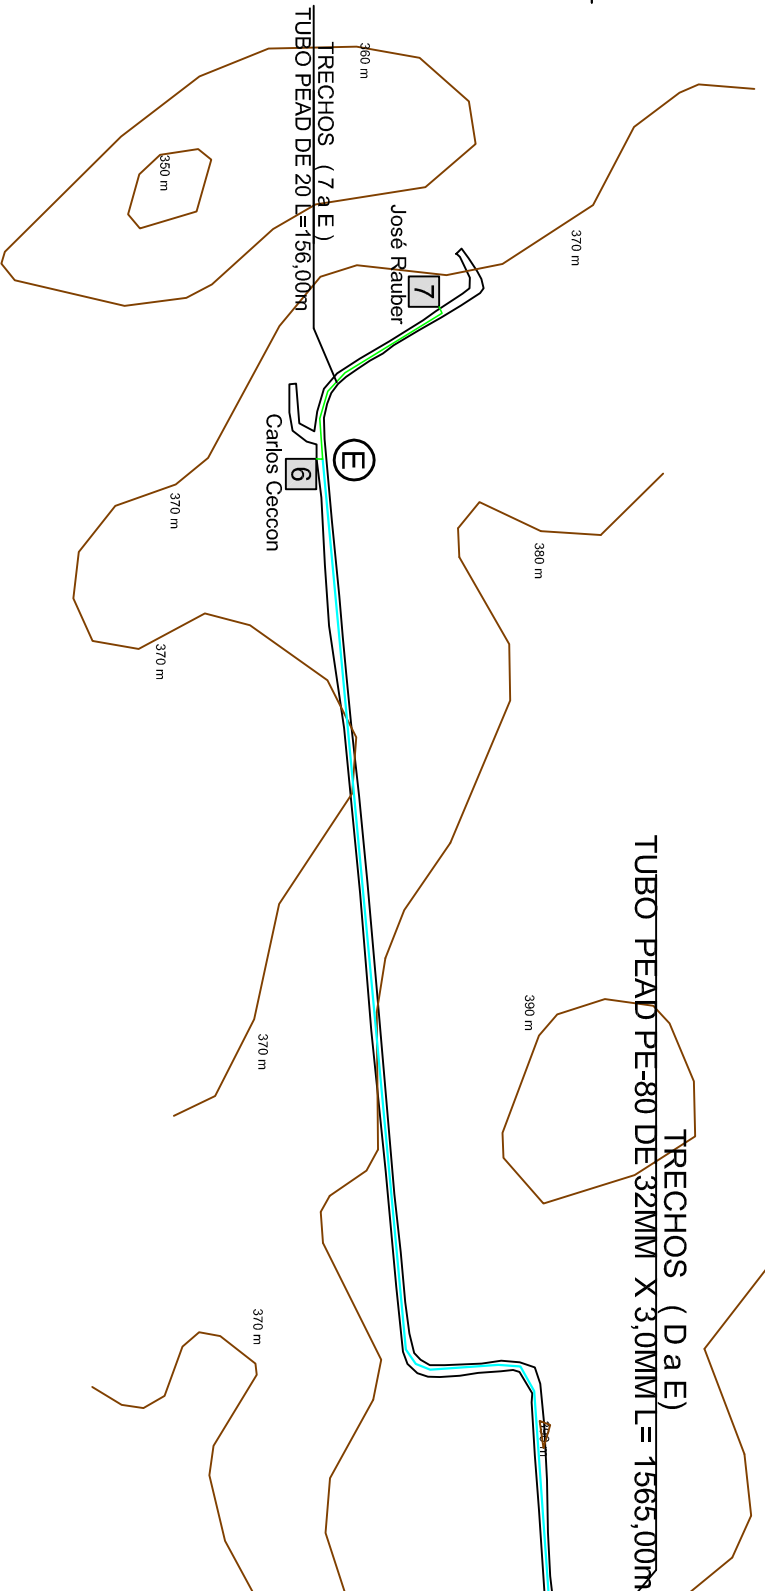 TRECHOS (7 a E)
TUBO PEAD DE 20 L=156,00m
360 m
350 m
370 m
José Rauber
7
E
6
Carlos Ceccon
370 m
380 m
370 m
TRECHOS (D a E)
TUBO PEAD PE-80 DE 32MM X 3,0MM L= 1565,00m
390 m
370 m
370 m